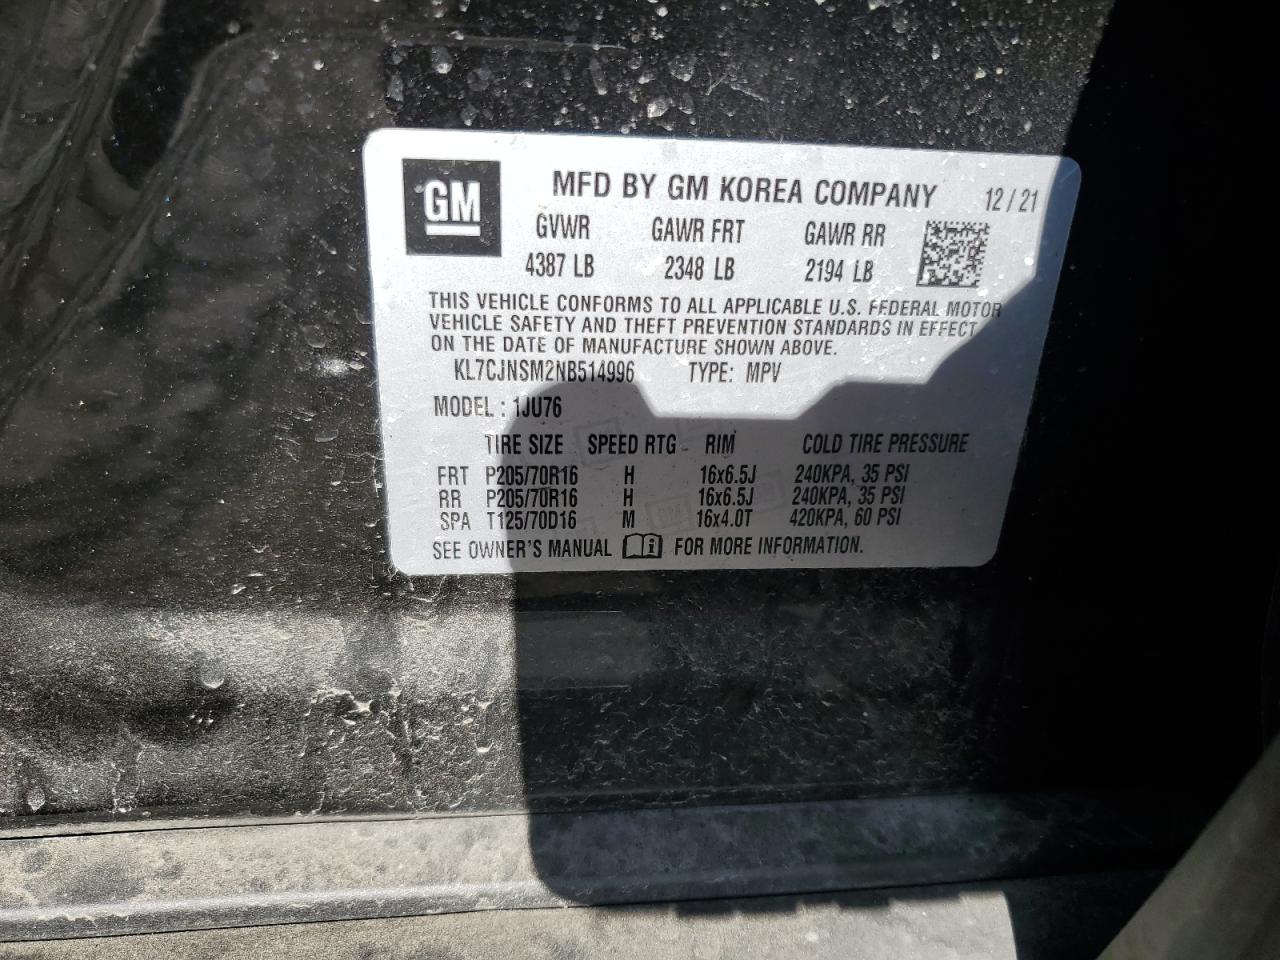 GM
MFD BY GM KOREA COMPANY 12/21
GVWR GAWR FRT GAWR RR
4387 LB 2348 LB 2194 LB
THIS VEHICLE CONFORMS TO ALL APPLICABLE U.S. FEDERAL MOTOR
VEHICLE SAFETY AND THEFT PREVENTION STANDARDS IN EFFECT
ON THE DATE OF MANUFACTURE SHOWN ABOVE.
KL7CJNSM2NB514996 TYPE: MPV
MODEL : 1JU76
TIRE SIZE SPEED RTG RIM COLD TIRE PRESSURE
FRT P205/70R16 H 16x6.5J 240KPA, 35 PSI
RR P205/70R16 H 16x6.5J 240KPA, 35 PSI
SPA T125/70D16 M 16x4.0T 420KPA, 60 PSI
SEE OWNER'S MANUAL FOR MORE INFORMATION.